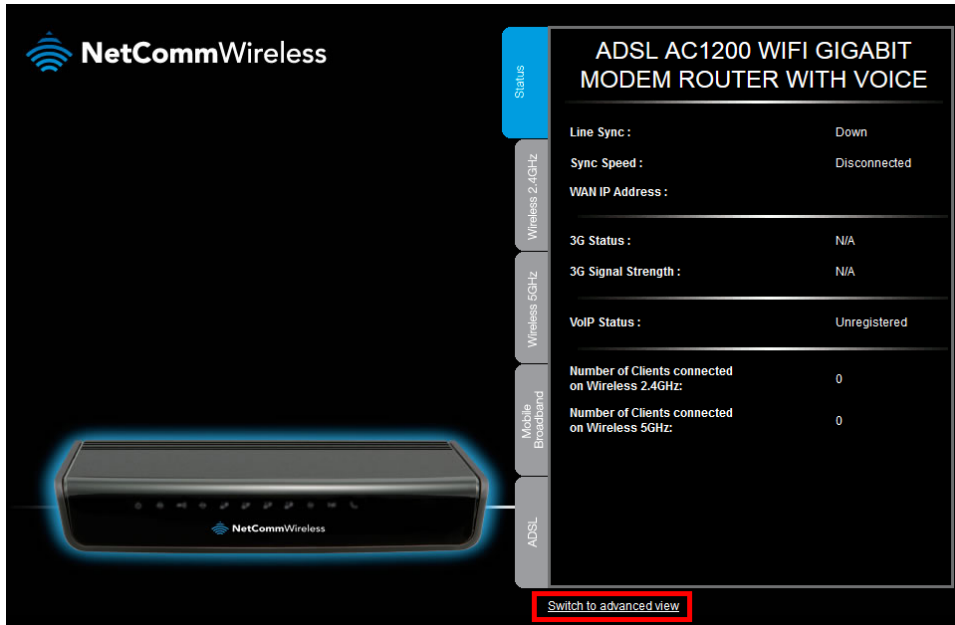 NetCommWireless
Status
Wireless 2.4GHz
Wireless 5GHz
Mobile
Broadband
ADSL
ADSL AC1200 WIFI GIGABIT
MODEM ROUTER WITH VOICE
Line Sync : Down
Sync Speed : Disconnected
WAN IP Address :
3G Status : N/A
3G Signal Strength : N/A
VoIP Status : Unregistered
Number of Clients connected
on Wireless 2.4GHz: 0
Number of Clients connected
on Wireless 5GHz: 0
NetCommWireless
Switch to advanced view